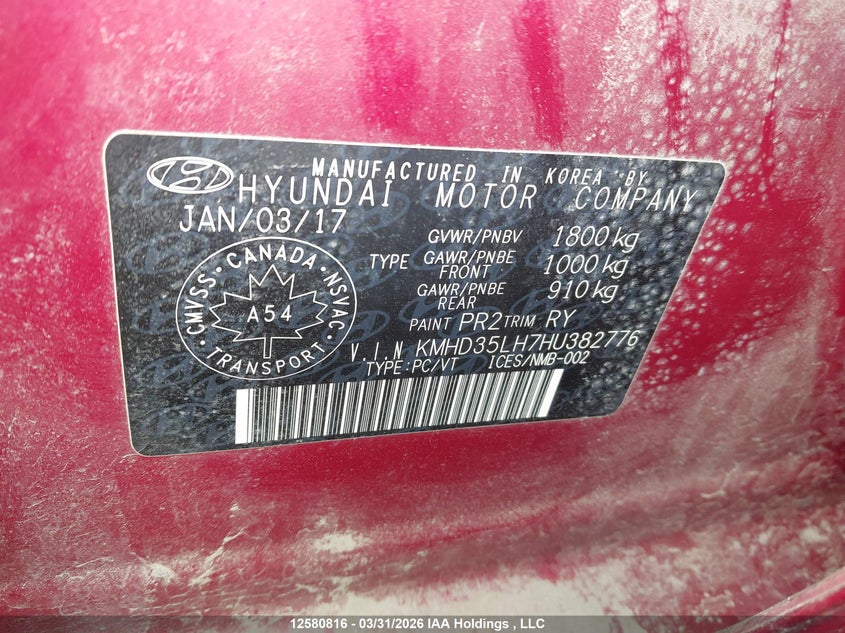 MANUFACTURED IN KOREA BY
HYUNDAI MOTOR COMPANY
JAN/03/17
GVWR/PNBV 1800 kg
TYPE GAWR/PNBE FRONT 1000 kg
GAWR/PNBE REAR 910 kg
PAINT PR2 TRIM RY
CMVSS · CANADA · NSVAC
A54
TRANSPORT
V.I.N KMHD35LH7HU382776
TYPE:PC/VT ICES/NMB-002
12580816 - 03/31/2026 IAA Holdings , LLC